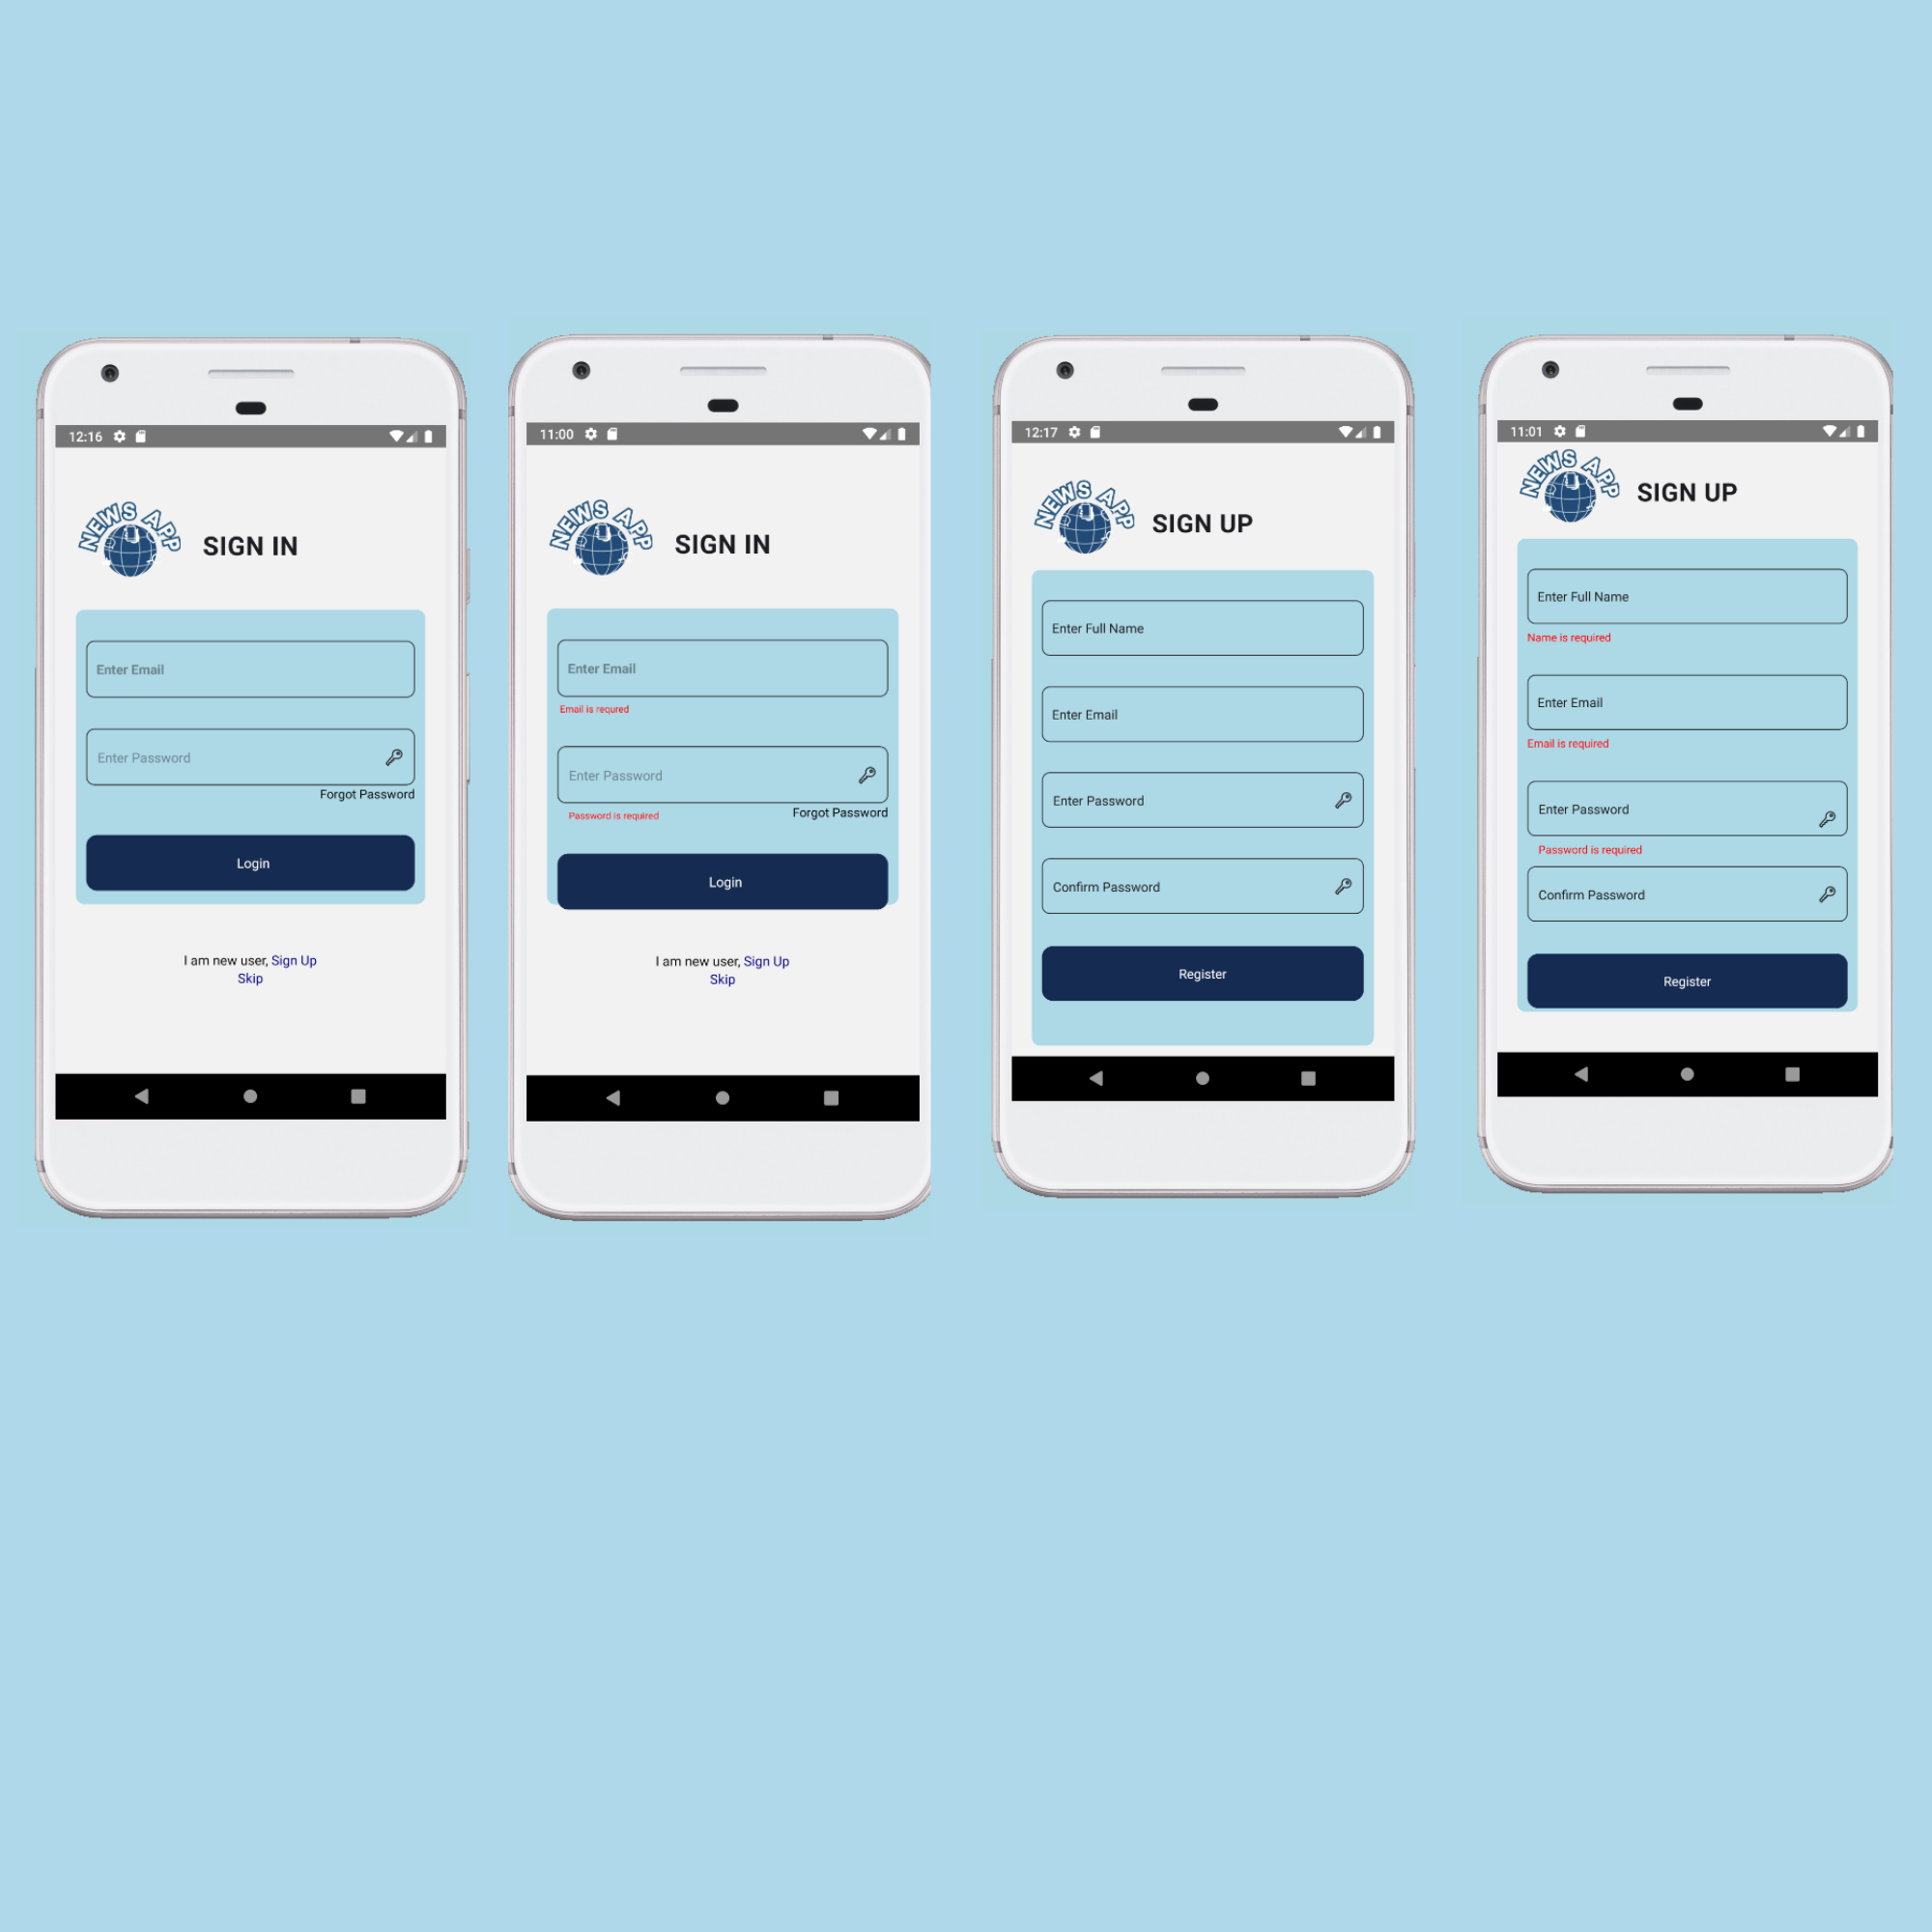 12:16
NEWS APP
SIGN IN
Enter Email
Enter Password
Forgot Password
Login
I am new user, Sign Up
Skip
11:00
NEWS APP
SIGN IN
Enter Email
Email is requred
Enter Password
Password is required
Forgot Password
Login
I am new user, Sign Up
Skip
12:17
NEWS APP
SIGN UP
Enter Full Name
Enter Email
Enter Password
Confirm Password
Register
11:01
NEWS APP
SIGN UP
Enter Full Name
Name is required
Enter Email
Email is required
Enter Password
Password is required
Confirm Password
Register